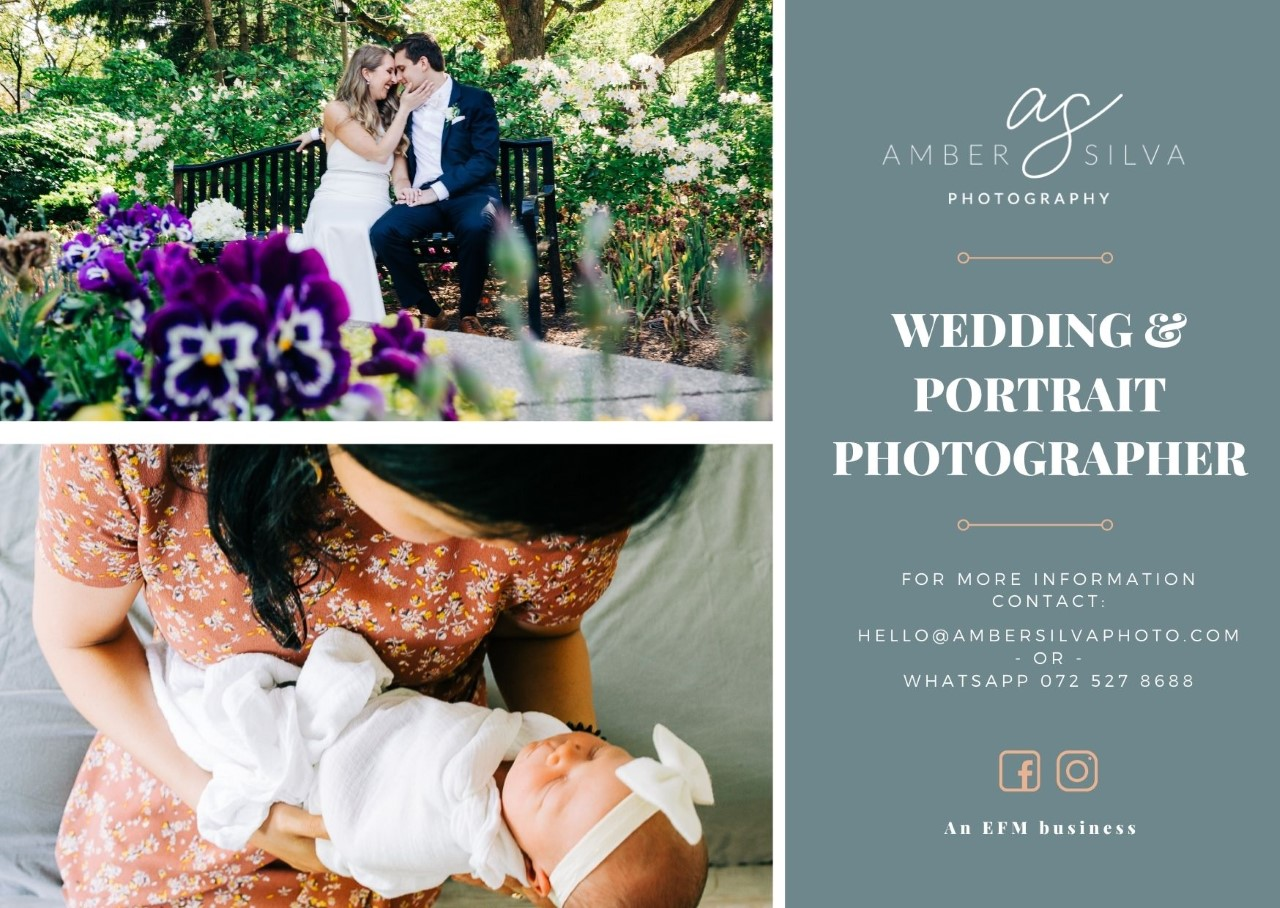 as
AMBER SILVA
PHOTOGRAPHY
WEDDING &
PORTRAIT
PHOTOGRAPHER
FOR MORE INFORMATION
CONTACT:
HELLO@AMBERSILVAPHOTO.COM
- OR -
WHATSAPP 072 527 8688
An EFM business